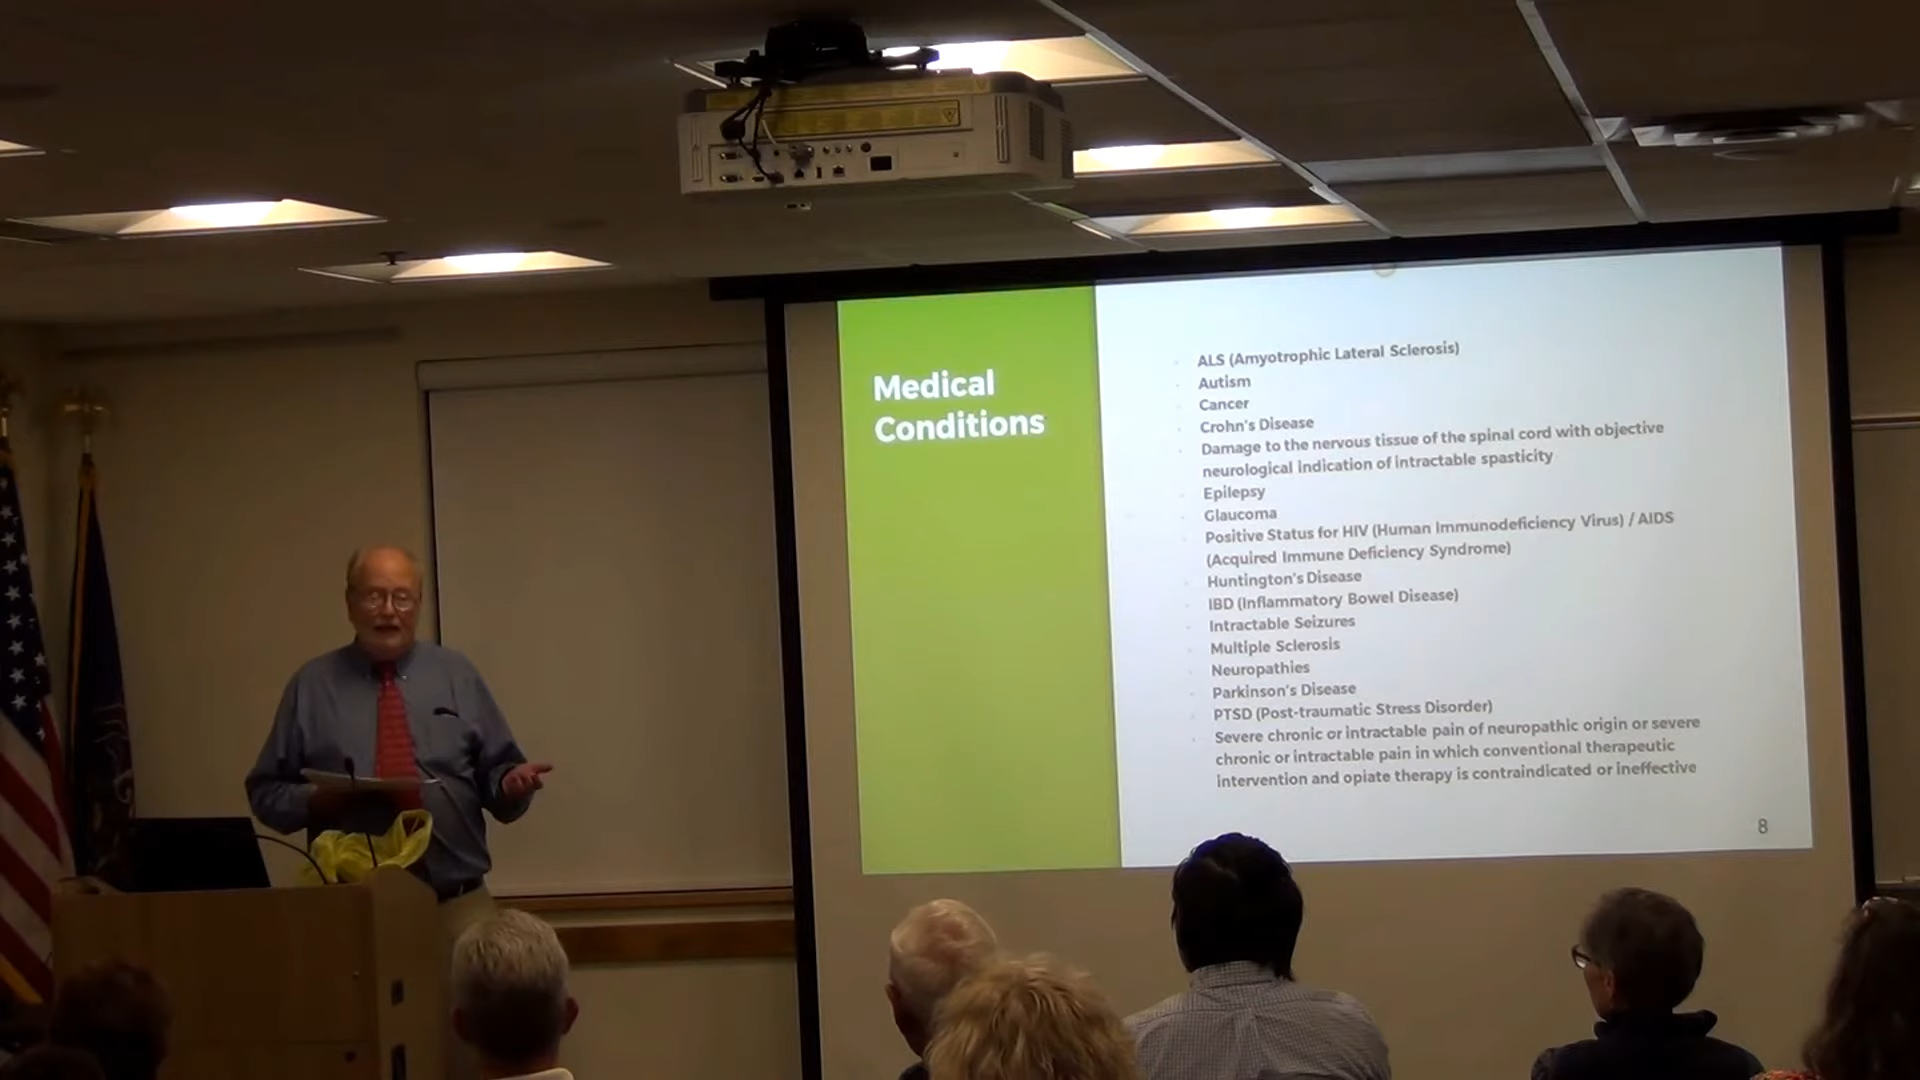 Medical
Conditions
ALS (Amyotrophic Lateral Sclerosis)
Autism
Cancer
Crohn's Disease
Damage to the nervous tissue of the spinal cord with objective
neurological indication of intractable spasticity
Epilepsy
Glaucoma
Positive Status for HIV (Human Immunodeficiency Virus) / AIDS
(Acquired Immune Deficiency Syndrome)
Huntington's Disease
IBD (Inflammatory Bowel Disease)
Intractable Seizures
Multiple Sclerosis
Neuropathies
Parkinson's Disease
PTSD (Post-traumatic Stress Disorder)
Severe chronic or intractable pain of neuropathic origin or severe
chronic or intractable pain in which conventional therapeutic
intervention and opiate therapy is contraindicated or ineffective
8